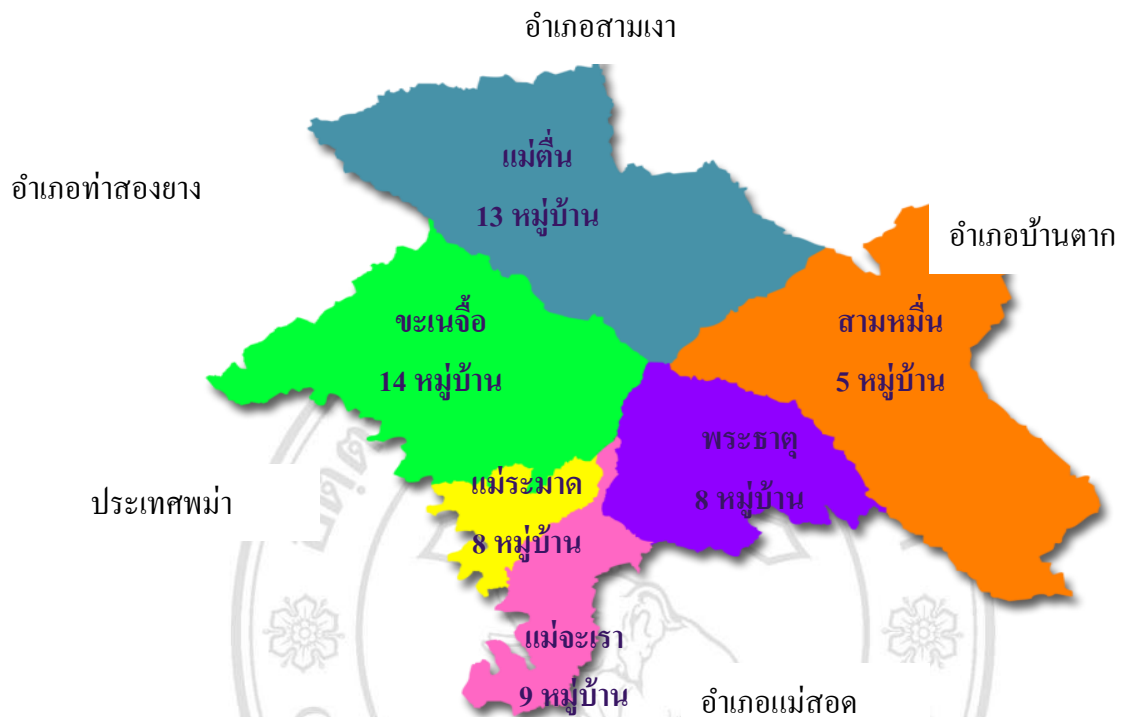 อำเภอสามเงา
แม่ตื่น
13 หมู่บ้าน
อำเภอท่าสองยาง
อำเภอบ้านตาก
ขะเนจื้อ
14 หมู่บ้าน
สามหมื่น
5 หมู่บ้าน
พระธาตุ
8 หมู่บ้าน
แม่ระมาด
8 หมู่บ้าน
ประเทศพม่า
แม่จะเรา
9 หมู่บ้าน
อำเภอแม่สอด